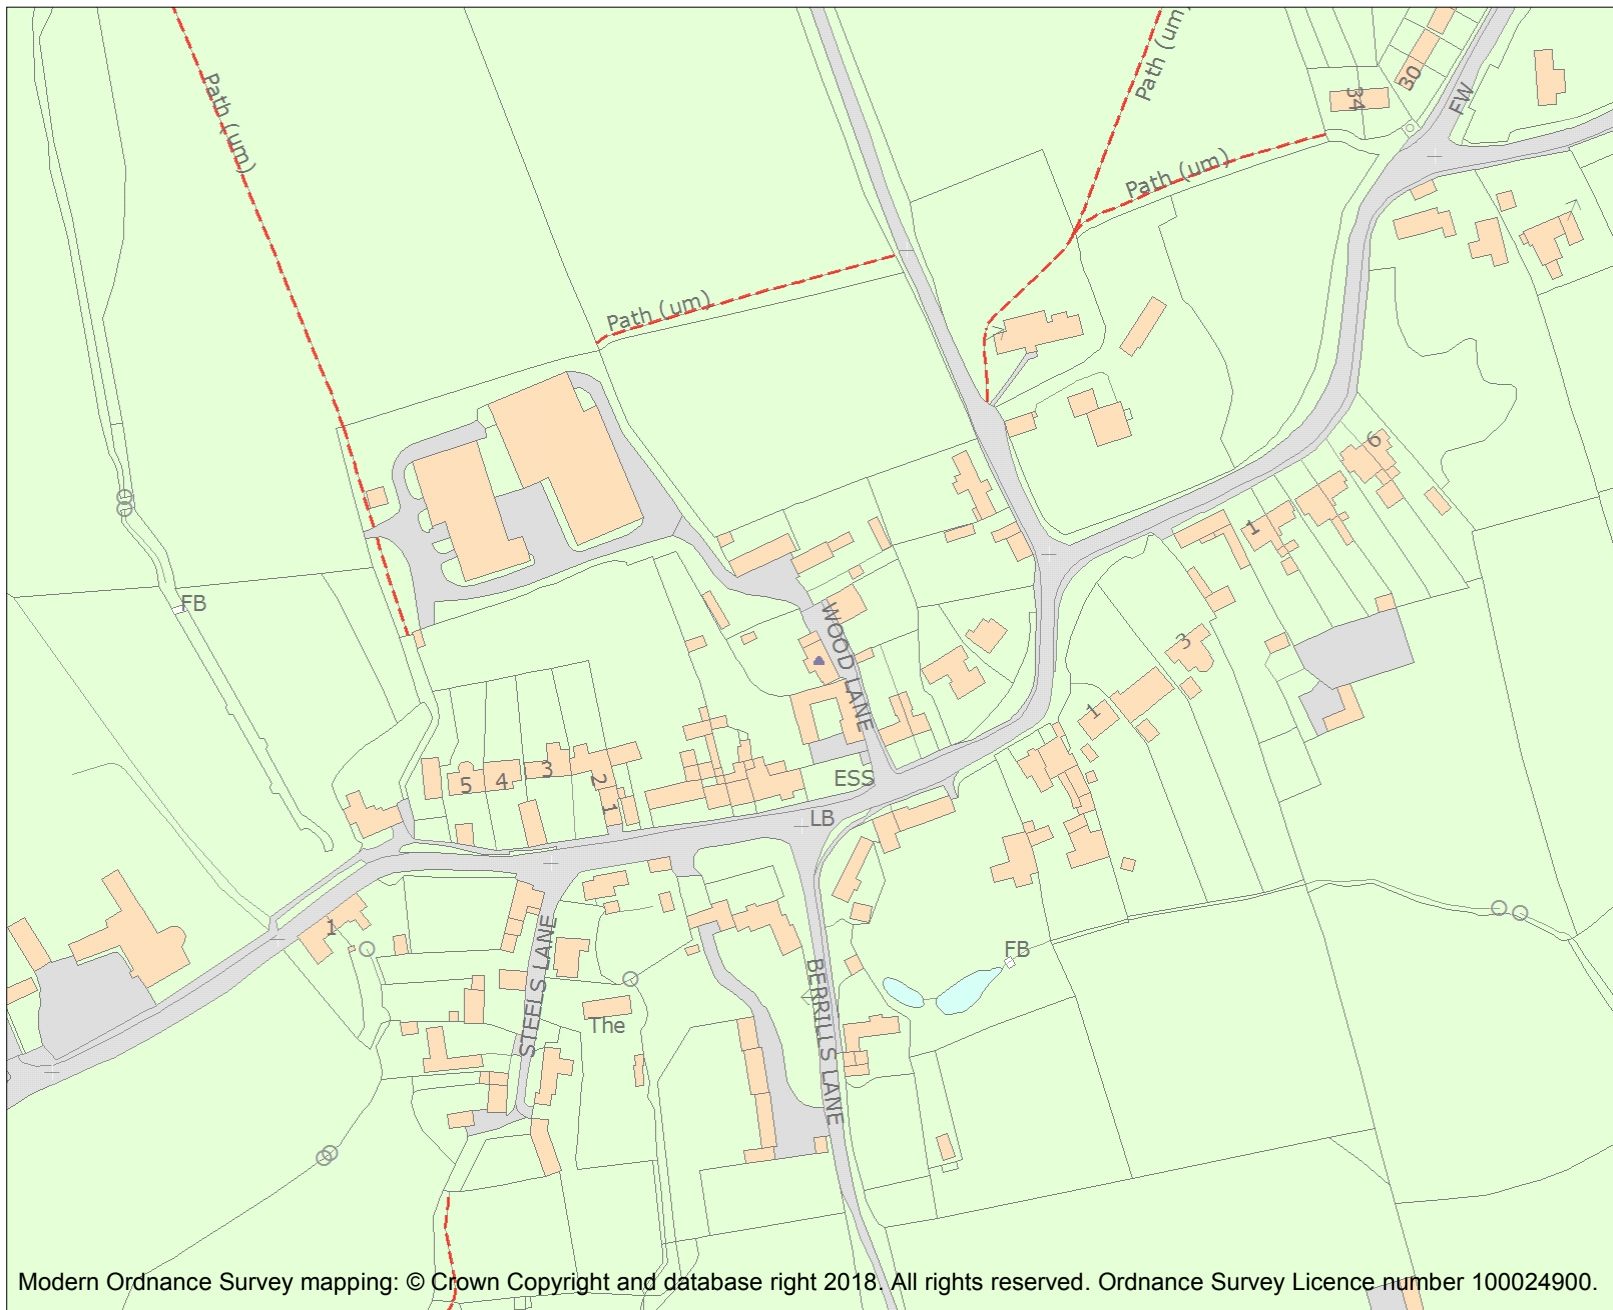 Path (um)
Path (um)
30
34
FW
Path (um)
Path (um)
6
1
FB
WOOD LANE
3
1
5
4
3
2
1
ESS
LB
1
STEELS LANE
FB
BERRILLS LANE
The
Modern Ordnance Survey mapping: © Crown Copyright and database right 2018. All rights reserved. Ordnance Survey Licence number 100024900.